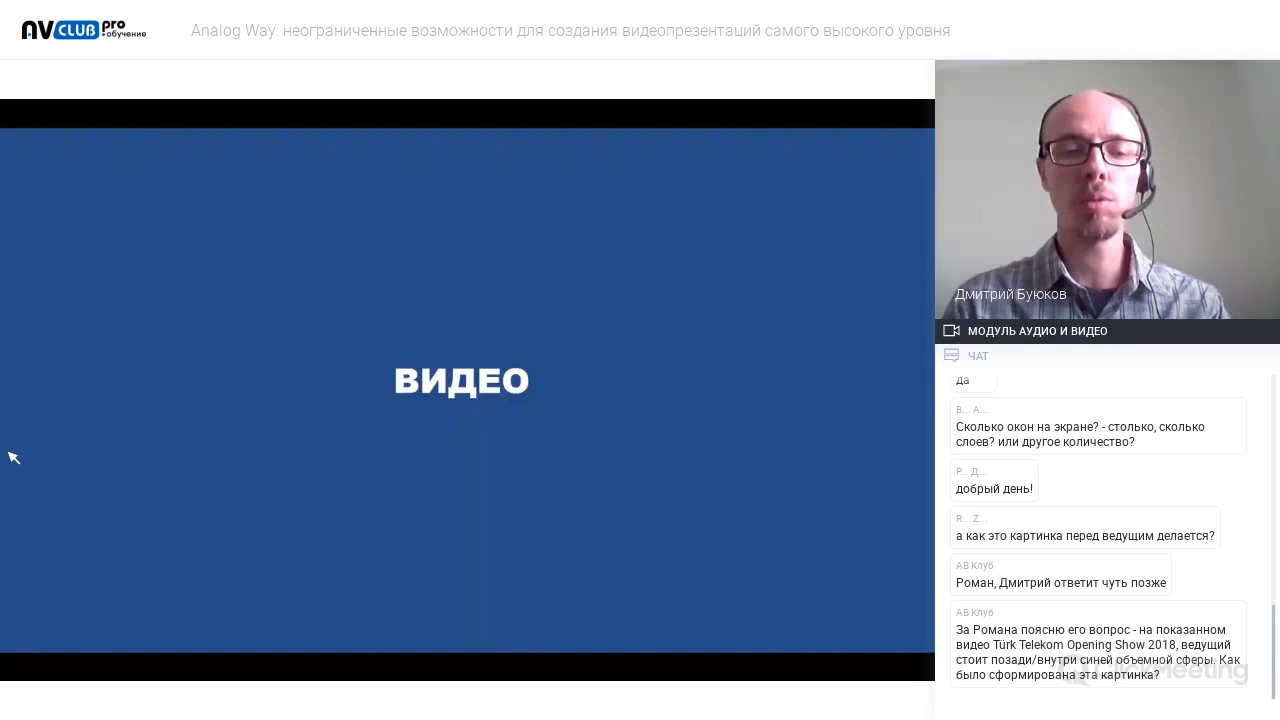 AVCLUB pro
обучение
Analog Way: неограниченные возможности для создания видеопрезентаций самого высокого уровня
ВИДЕО
Дмитрий Буюков
МОДУЛЬ АУДИО И ВИДЕО
ЧАТ
да
В... А...
Сколько окон на экране? - столько, сколько
слоев? или другое количество?
Р... Д...
добрый день!
R... Z...
а как это картинка перед ведущим делается?
АВ Клуб
Роман, Дмитрий ответит чуть позже
АВ Клуб
За Романа поясню его вопрос - на показанном
видео Türk Telekom Opening Show 2018, ведущий
стоит позади/внутри синей объемной сферы. Как
было сформирована эта картинка?
ClickMeeting